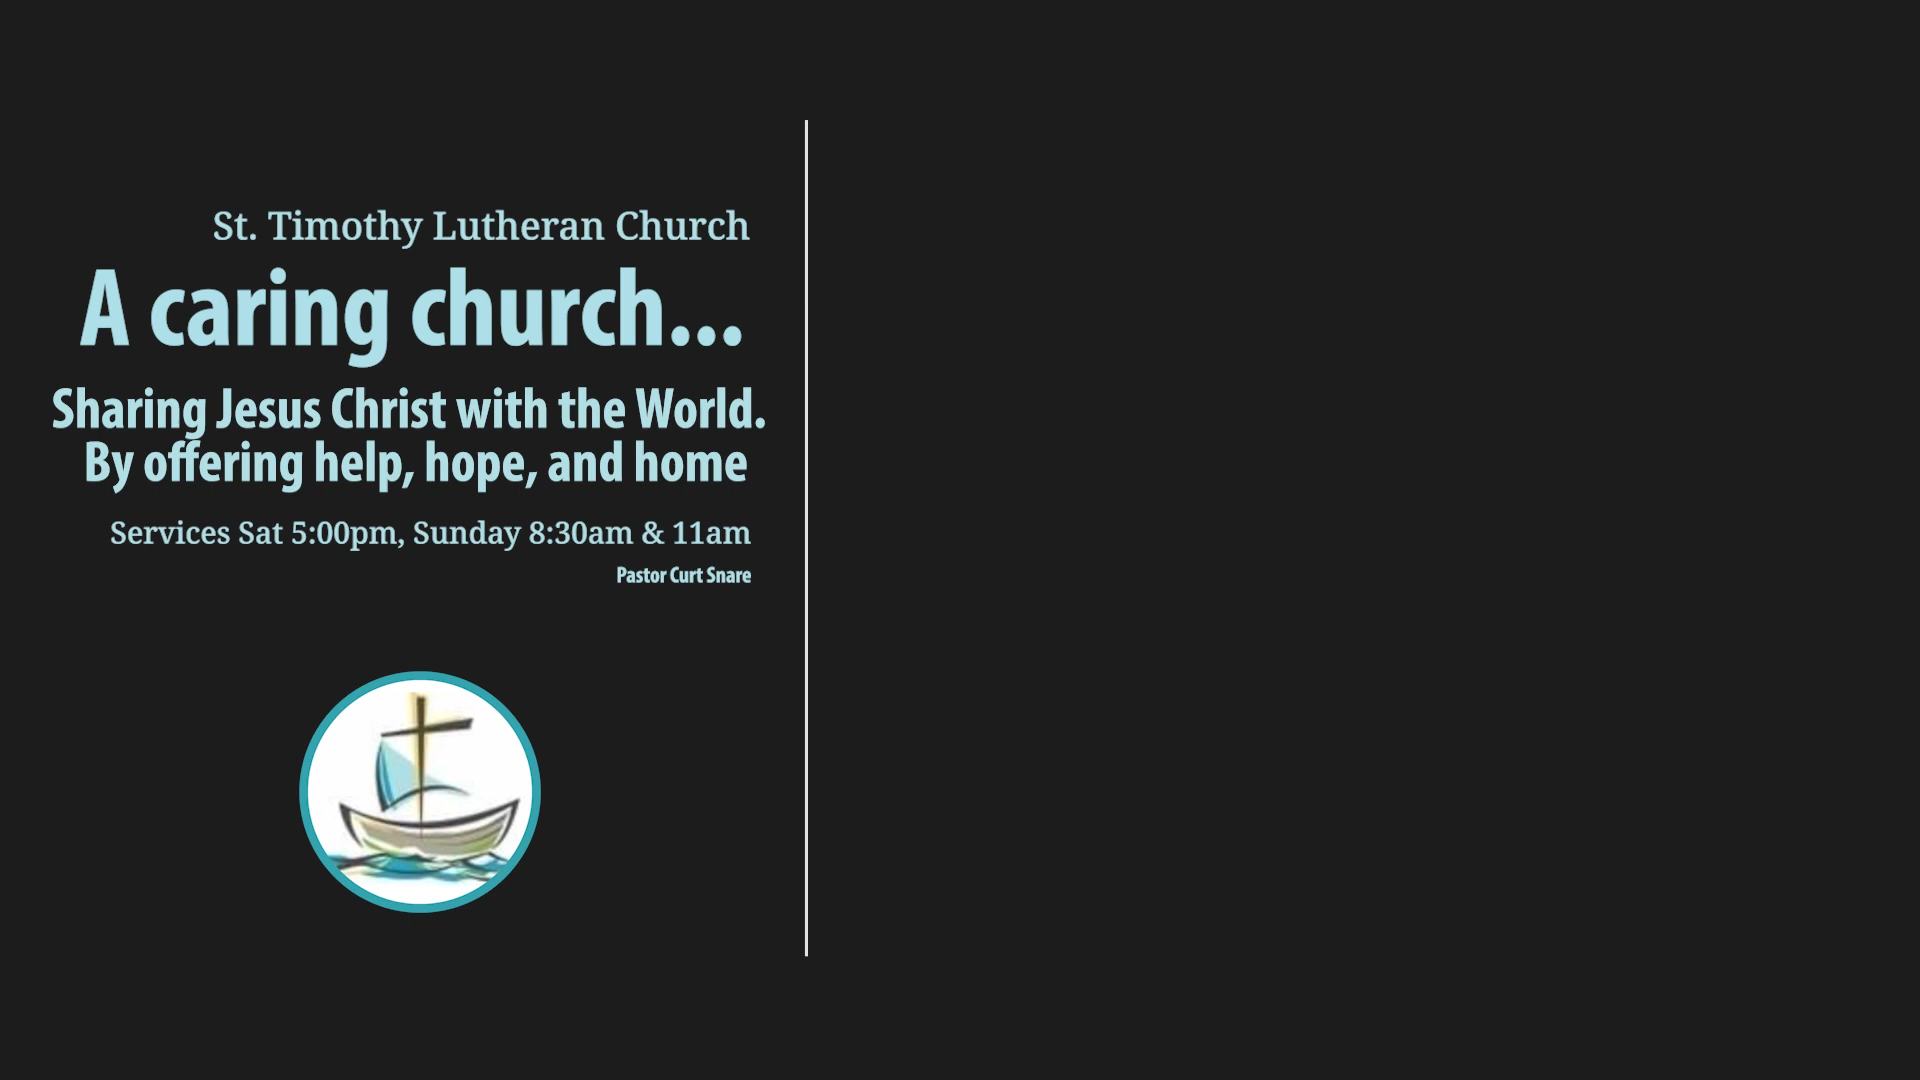 St. Timothy Lutheran Church
A caring church...
Sharing Jesus Christ with the World.
By offering help, hope, and home
Services Sat 5:00pm, Sunday 8:30am & 11am
Pastor Curt Snare